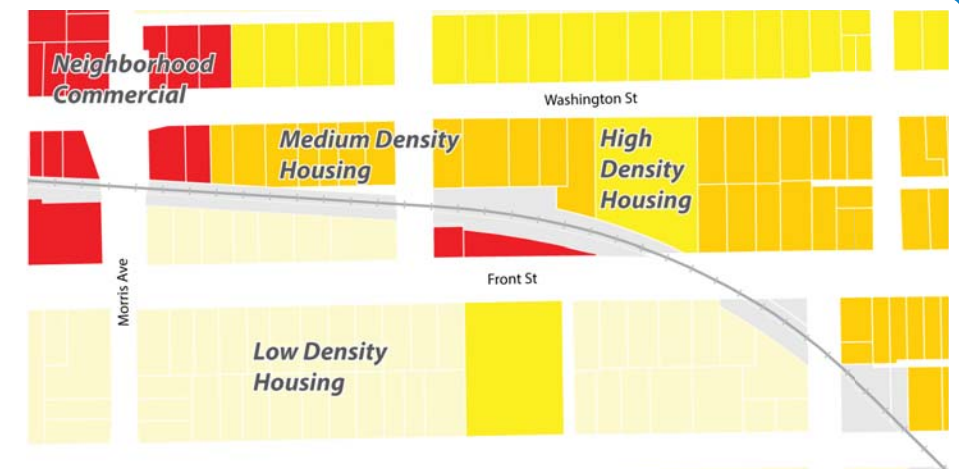 Neighborhood
Commercial
Washington St
Medium Density
Housing
High
Density
Housing
Morris Ave
Front St
Low Density
Housing